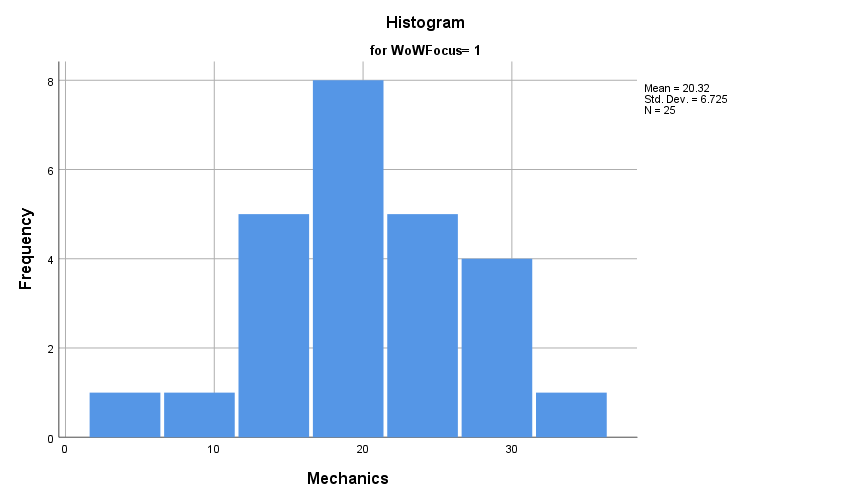 Histogram
for WoWFocus= 1
Mean = 20.32
Std. Dev. = 6.725
N = 25
Frequency
8
6
4
2
0
0 10 20 30
Mechanics